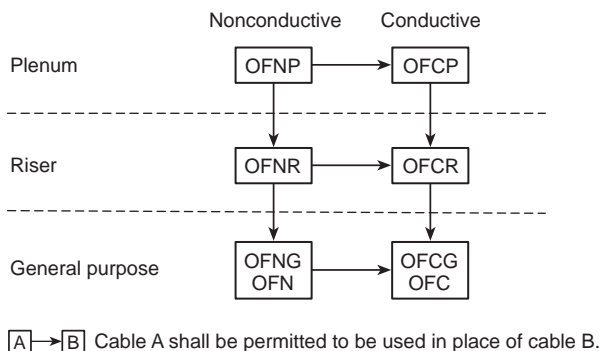 Nonconductive Conductive
Plenum OFNP OFCP
Riser OFNR OFCR
General purpose OFNG OFCG
OFN OFC
A B Cable A shall be permitted to be used in place of cable B.